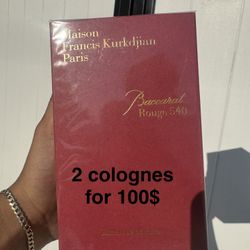 Maison
Francis Kurkdjian
Paris
Baccarat
Rouge 540
2 colognes
for 100$